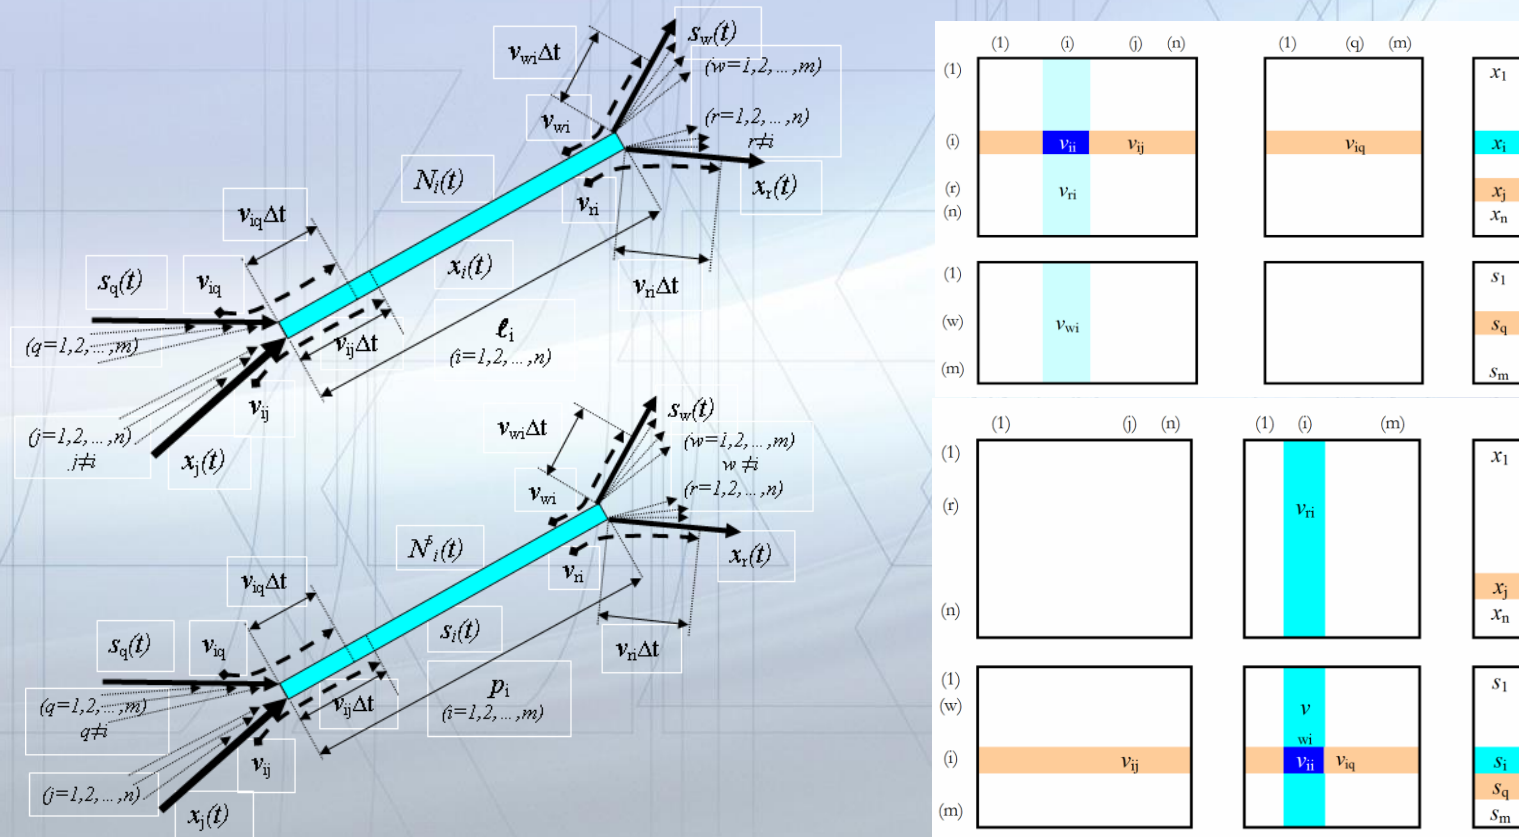 s_w(t)
v_wiΔt
(w=1,2,...,m)
v_wi
(r=1,2,...,n)
r≠i
N_i(t)
x_r(t)
v_ri
v_iqΔt
s_q(t)
v_iq
x_i(t)
v_riΔt
(q=1,2,...,m)
v_ijΔt
ℓ_i
(i=1,2,...,n)
v_ij
(j=1,2,...,n)
j≠i
x_j(t)
s_w(t)
v_wiΔt
(w=1,2,...,m)
w≠i
v_wi
(r=1,2,...,n)
N^s_i(t)
x_r(t)
v_ri
v_iqΔt
s_q(t)
v_iq
s_i(t)
v_riΔt
(q=1,2,...,m)
q≠i
v_ijΔt
p_i
(i=1,2,...,m)
v_ij
(j=1,2,...,n)
x_j(t)
(1) (i) (j) (n) (1) (q) (m)
(1) x_1
(i) v_ii v_ij v_iq x_i
(r) v_ri x_j
(n) x_n
(1) s_1
(w) v_wi s_q
(m) s_m
(1) (j) (n) (1) (i) (m)
(1) x_1
(r) v_ri
x_j
(n) x_n
(1) s_1
(w) v
wi
(i) v_ij v_ii v_iq s_i
s_q
(m) s_m